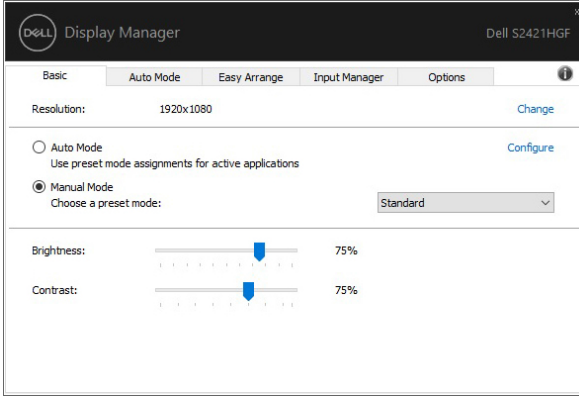 DELL Display Manager Dell S2421HGF
Basic Auto Mode Easy Arrange Input Manager Options
Resolution: 1920x1080 Change
Auto Mode Configure
Use preset mode assignments for active applications
Manual Mode
Choose a preset mode: Standard
Brightness: 75%
Contrast: 75%